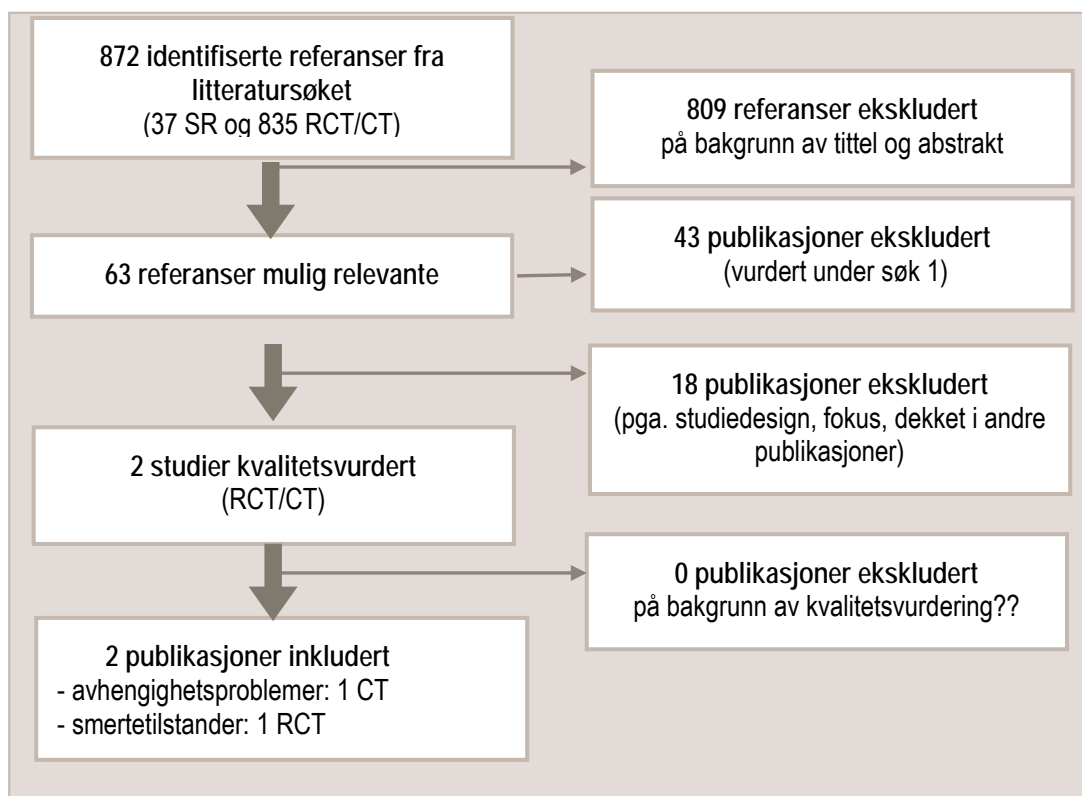 872 identifiserte referanser fra
litteratursøket
(37 SR og 835 RCT/CT)
809 referanser ekskludert
på bakgrunn av tittel og abstrakt
63 referanser mulig relevante
43 publikasjoner ekskludert
(vurdert under søk 1)
18 publikasjoner ekskludert
(pga. studiedesign, fokus, dekket i andre
publikasjoner)
2 studier kvalitetsvurdert
(RCT/CT)
0 publikasjoner ekskludert
på bakgrunn av kvalitetsvurdering??
2 publikasjoner inkludert
- avhengighetsproblemer: 1 CT
- smertetilstander: 1 RCT